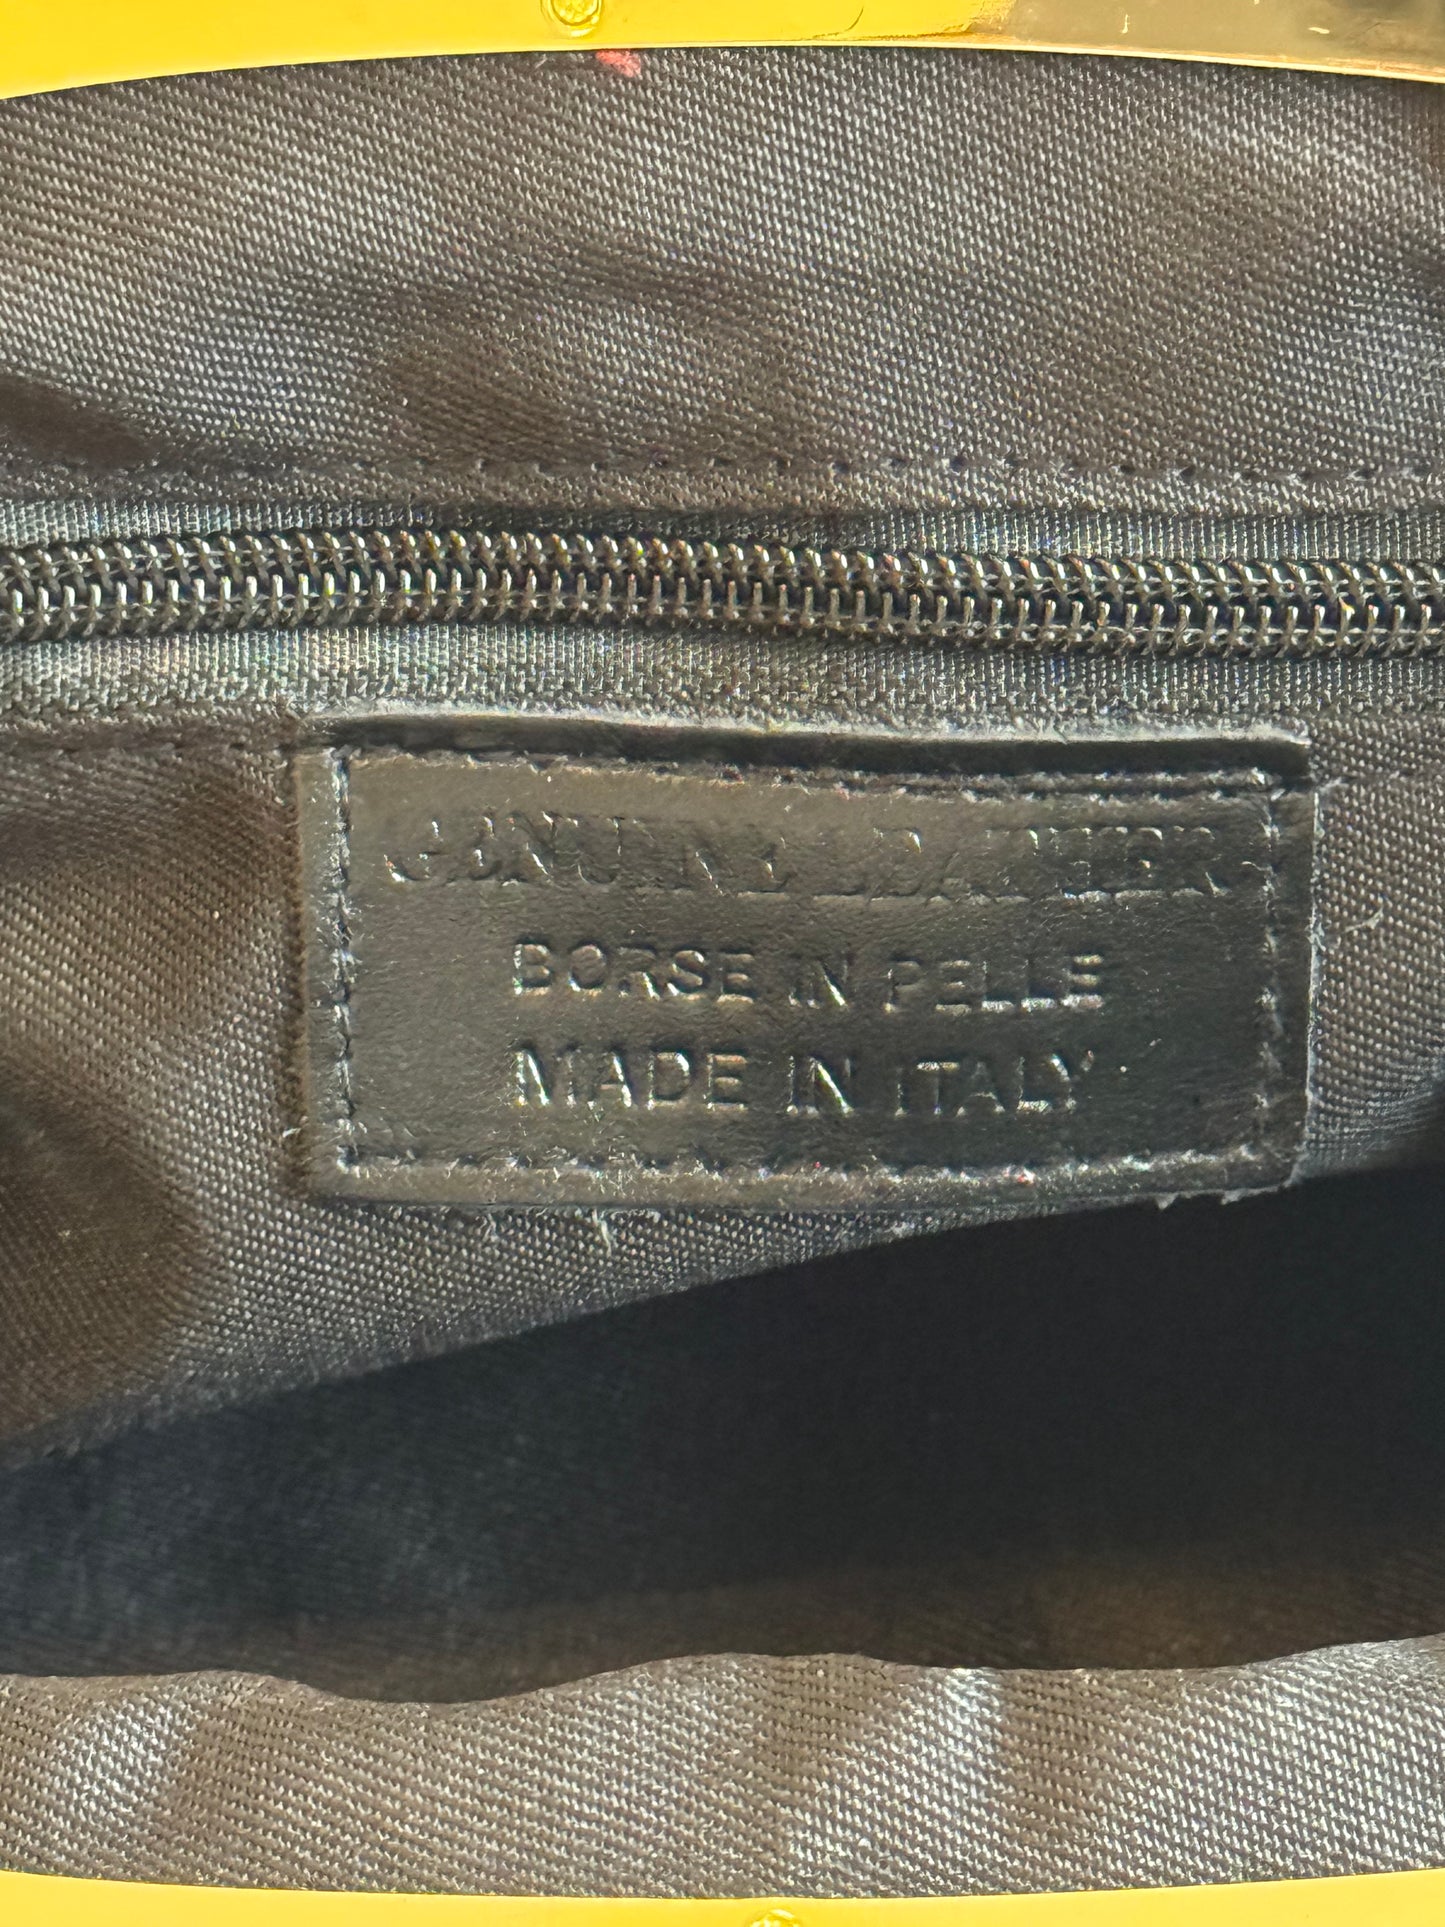 GENUINE LEATHER
BORSE IN PELLE
MADE IN ITALY